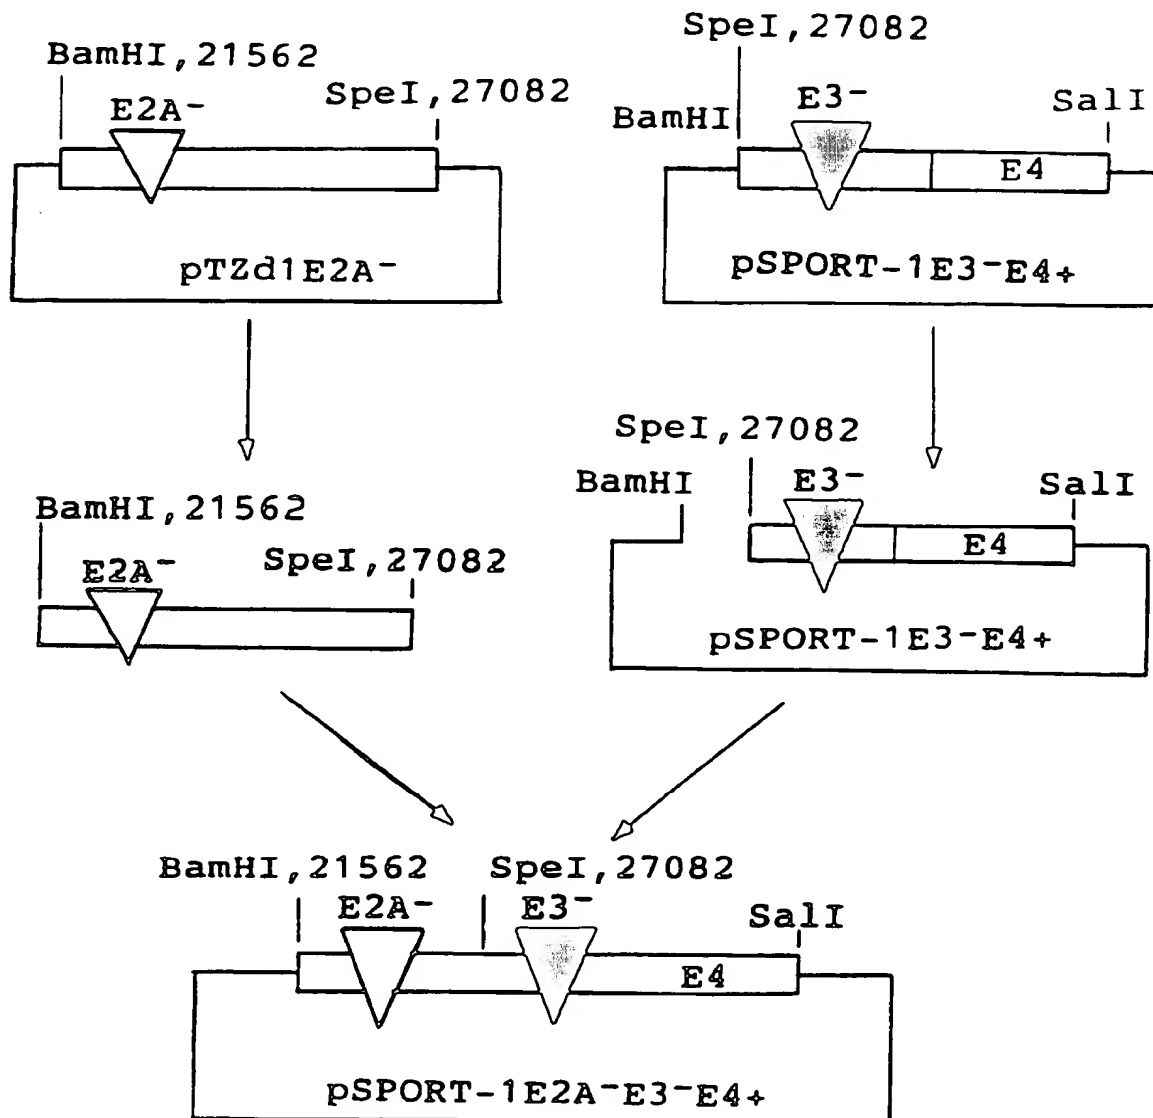 BamHI,21562
SpeI,27082
E2A-
pTZd1E2A-
SpeI,27082
BamHI
E3-
SalI
E4
pSPORT-1E3-E4+
BamHI,21562
SpeI,27082
E2A-
SpeI,27082
BamHI
E3-
SalI
E4
pSPORT-1E3-E4+
BamHI,21562
SpeI,27082
E2A-
E3-
SalI
E4
pSPORT-1E2A-E3-E4+